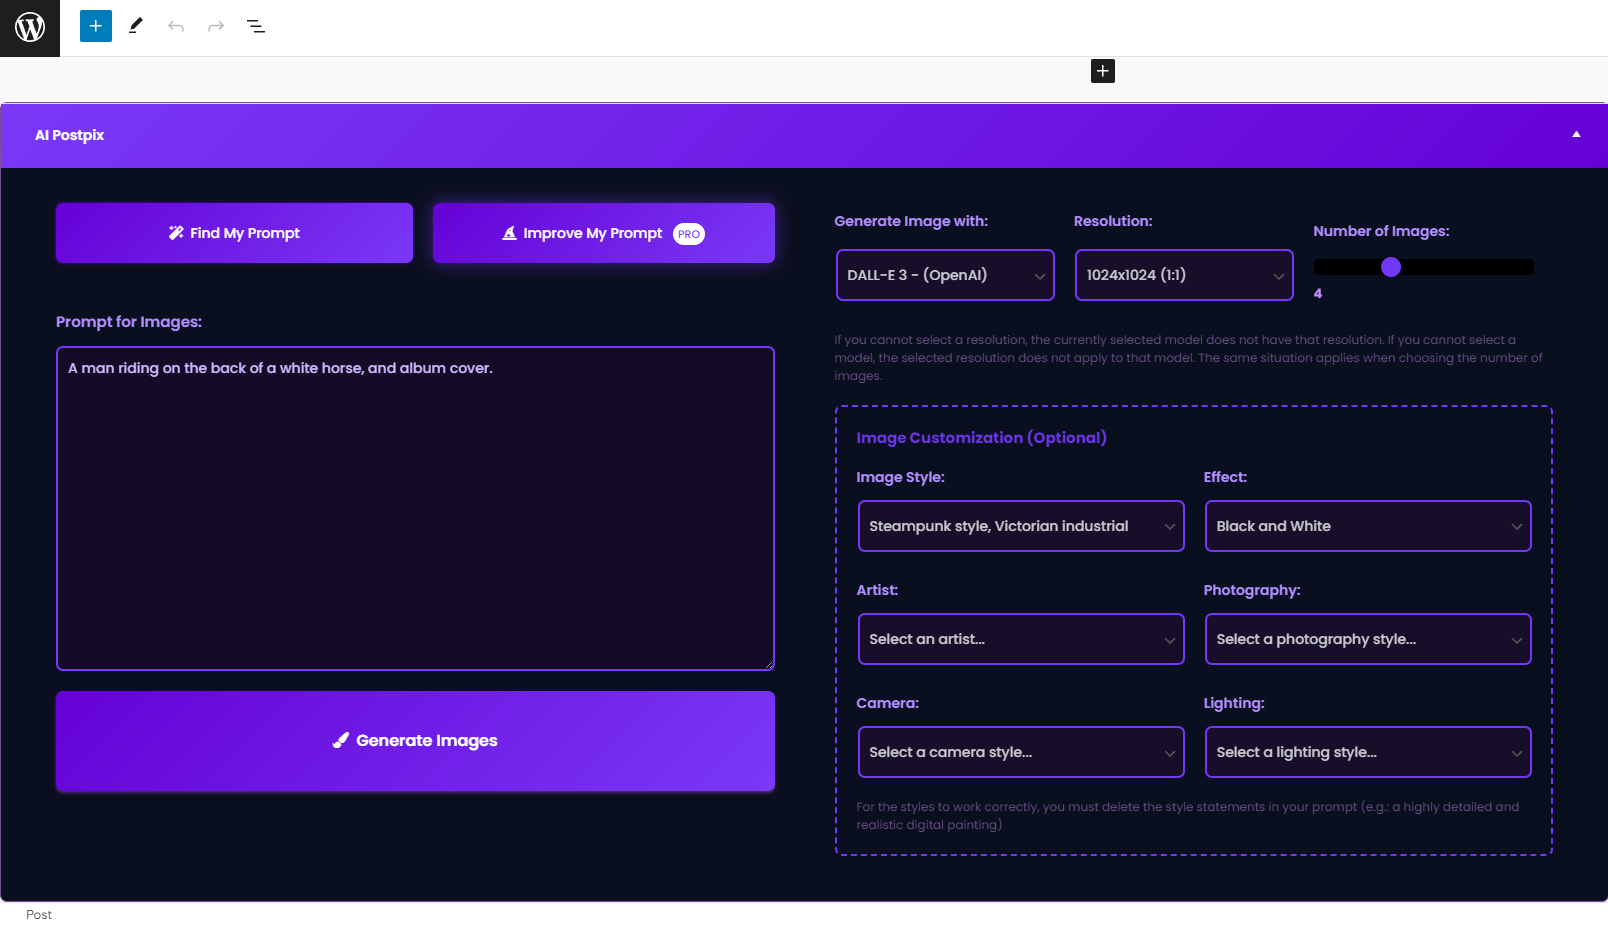 AI Postpix
Find My Prompt
Improve My Prompt PRO
Prompt for Images:
A man riding on the back of a white horse, and album cover.
Generate Images
Generate Image with:
DALL-E 3 - (OpenAI)
Resolution:
1024x1024 (1:1)
Number of Images:
4
If you cannot select a resolution, the currently selected model does not have that resolution. If you cannot select a
model, the selected resolution does not apply to that model. The same situation applies when choosing the number of
images.
Image Customization (Optional)
Image Style:
Steampunk style, Victorian industrial
Effect:
Black and White
Artist:
Select an artist...
Photography:
Select a photography style...
Camera:
Select a camera style...
Lighting:
Select a lighting style...
For the styles to work correctly, you must delete the style statements in your prompt (e.g.: a highly detailed and
realistic digital painting)
Post